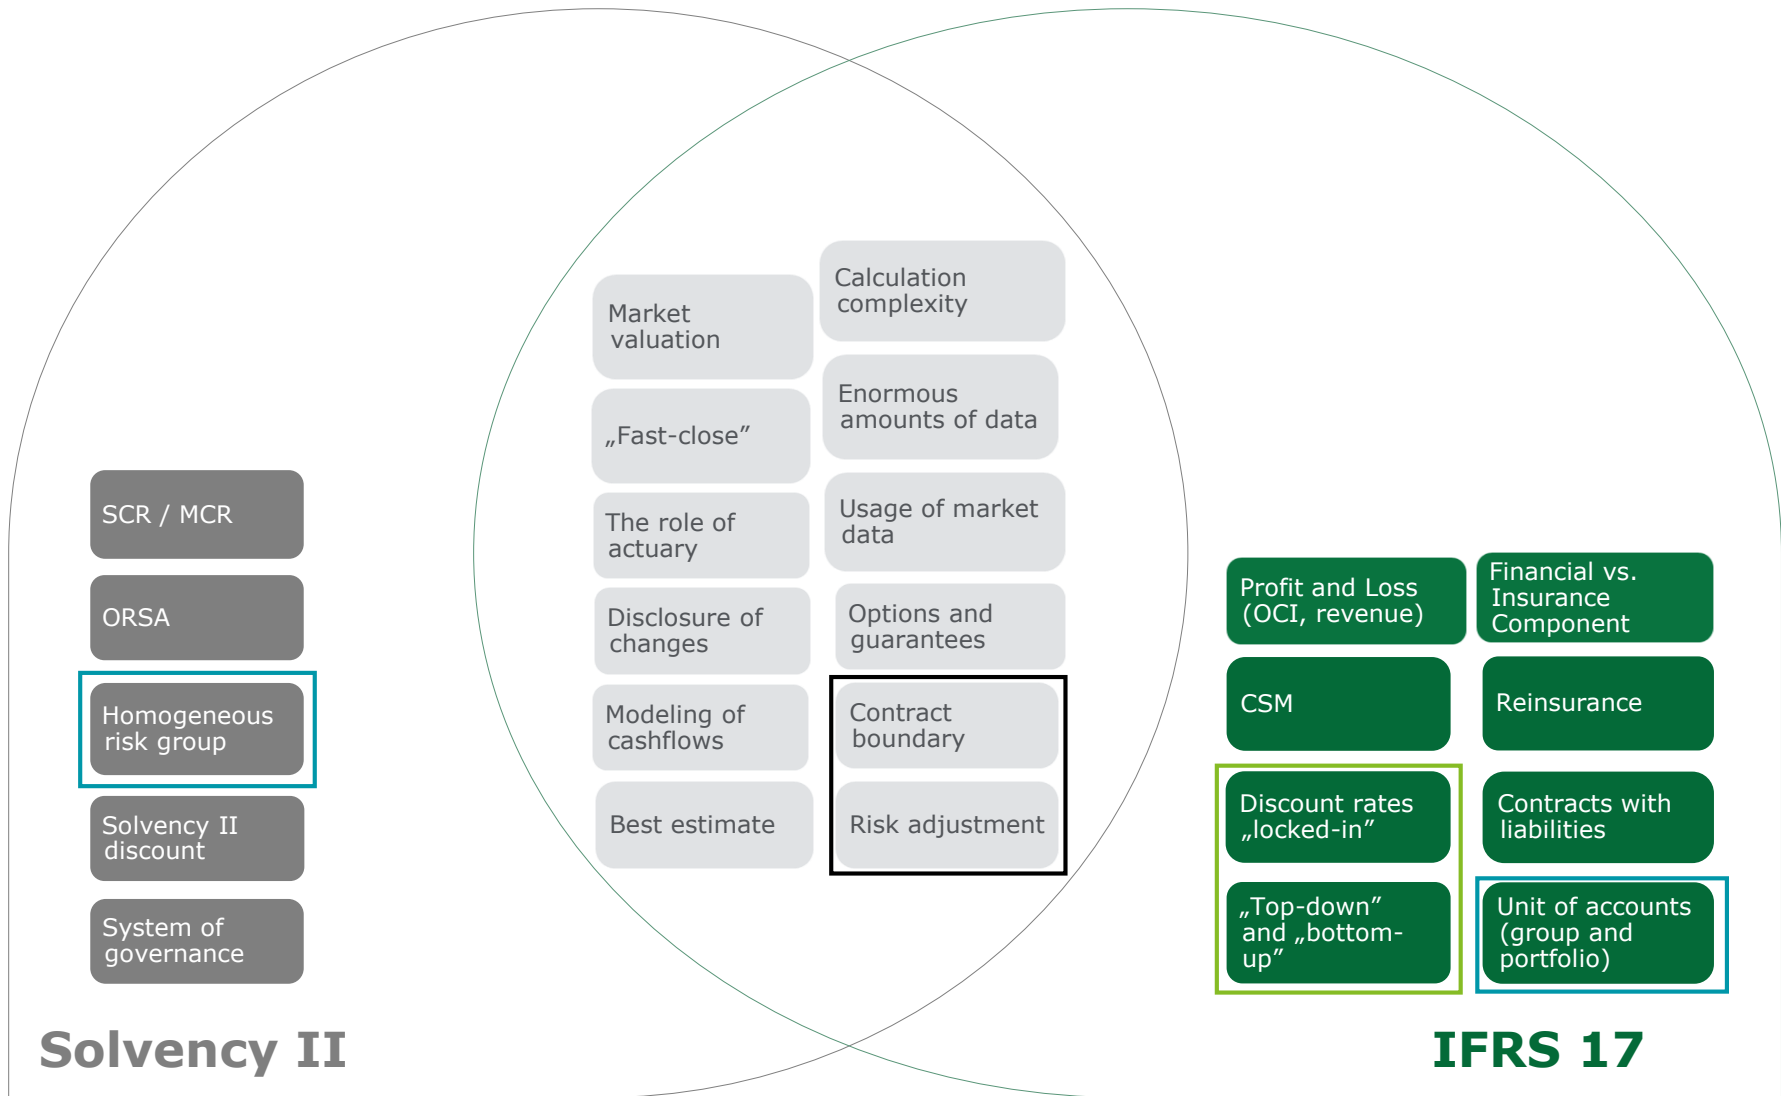 SCR / MCR
ORSA
Homogeneous
risk group
Solvency II
discount
System of
governance
Solvency II
Market
valuation
„Fast-close”
The role of
actuary
Disclosure of
changes
Modeling of
cashflows
Best estimate
Calculation
complexity
Enormous
amounts of data
Usage of market
data
Options and
guarantees
Contract
boundary
Risk adjustment
Profit and Loss
(OCI, revenue)
CSM
Discount rates
„locked-in”
„Top-down”
and „bottom-
up”
Financial vs.
Insurance
Component
Reinsurance
Contracts with
liabilities
Unit of accounts
(group and
portfolio)
IFRS 17